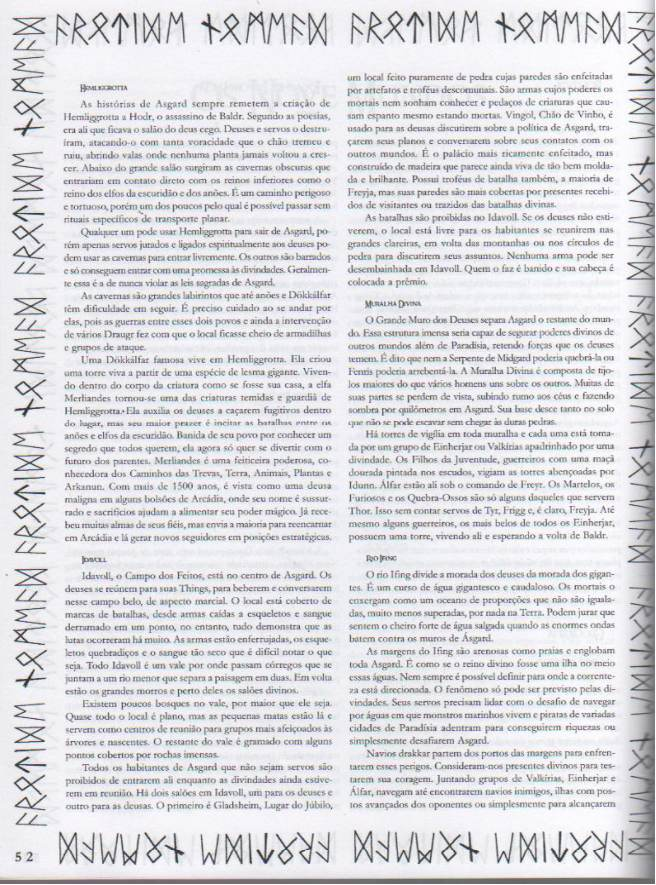 HEMLIGGROTTA
As histórias de Asgard sempre remetem a criação de
Hemliggrotta a Hodr, o assassino de Baldr. Segundo as poesias,
era ali que ficava o salão do deus cego. Deuses e servos o destru-
íram, atacando-o com tanta voracidade que o chão tremeu e
ruiu, abrindo valas onde nenhuma planta jamais voltou a cres-
cer. Abaixo do grande salão surgiram as cavernas obscuras que
entrariam em contato direto com os reinos inferiores como o
reino dos elfos da escuridão e dos anões. É um caminho perigoso
e tortuoso, porém um dos poucos pelo qual é possível passar sem
rituais específicos de transporte planar.
Qualquer um pode usar Hemliggrotta para sair de Asgard, po-
rém apenas servos jurados e ligados espiritualmente aos deuses po-
dem usar as cavernas para entrar livremente. Os outros são barrados
e só conseguem entrar com uma promessa às divindades. Geralmen-
te essa é a de nunca violar as leis sagradas de Asgard.
As cavernas são grandes labirintos que até anões e Dökkálfar
têm dificuldade em seguir. É preciso cuidado ao se andar por
elas, pois as guerras entre esses dois povos e ainda a intervenção
de vários Draugr fez com que o local ficasse cheio de armadilhas
e grupos de ataque.
Uma Dökkálfar famosa vive em Hemliggrotta. Ela criou
uma torre viva a partir de uma espécie de lesma gigante. Viven-
do dentro do corpo da criatura como se fosse sua casa, a elfa
Merliandes tornou-se uma das criaturas temidas e guardiã de
Hemliggrotta. Ela auxilia os deuses a caçarem fugitivos dentro
do lugar, mas seu maior prazer é incitar as batalhas entre os
anões e elfos da escuridão. Banida de seu povo por conhecer um
segredo que todos querem, ela agora só quer se divertir com o
futuro dos parentes. Merliandes é uma feiticeira poderosa, co-
nhecedora dos Caminhos das Trevas, Terra, Animais, Plantas e
Arkanun. Com mais de 1500 anos, é vista como uma deusa
maligna em alguns bolsões de Arcádia, onde seu nome é sussur-
rado e sacrifícios ajudam a alimentar seu poder mágico. Já rece-
beu muitas almas de seus fiéis, mas envia a maioria para reencarnar
em Arcádia e lá gerar novos seguidores em posições estratégicas.
IDAVOLL
Idavoll, o Campo dos Feitos, está no centro de Asgard. Os
deuses se reúnem para suas Things, para beberem e conversarem
nesse campo belo, de aspecto marcial. O local está coberto de
marcas de batalhas, desde armas caídas a esqueletos e sangue
derramado em um ponto, no entanto, tudo demonstra que as
lutas ocorreram há muito. As armas estão enferrujadas, os esque-
letos quebradiços e o sangue tão seco que é difícil notar o que
seja. Todo Idavoll é um vale por onde passam córregos que se
juntam a um rio menor que separa a paisagem em duas. Em volta
estão os grandes morros e perto deles os salões divinos.
Existem poucos bosques no vale, por maior que ele seja.
Quase todo o local é plano, mas as pequenas matas estão lá e
servem como centros de reunião para grupos mais afeiçoados às
árvores e nascentes. O restante do vale é gramado com alguns
pontos cobertos por rochas imensas.
Todos os habitantes de Asgard que não sejam servos são
proibidos de entrarem ali enquanto as divindades ainda estive-
rem em reunião. Há dois salões em Idavoll, um para os deuses e
outro para as deusas. O primeiro é Gladsheim, Lugar do Júbilo,
um local feito puramente de pedra cujas paredes são enfeitadas
por artefatos e troféus descomunais. São armas cujos poderes os
mortais nem sonham conhecer e pedaços de criaturas que cau-
sam espanto mesmo estando mortas. Vingol, Chão de Vinho, é
usado para as deusas discutirem sobre a política de Asgard, tra-
çarem seus planos e conversarem sobre seus contatos com os
outros mundos. É o palácio mais ricamente enfeitado, mas
construído de madeira que parece ainda viva de tão bem molda-
da e brilhante. Possui troféus de batalha também, a maioria de
Freyja, mas suas paredes são mais cobertas por presentes recebi-
dos de visitantes ou trazidos das batalhas divinas.
As batalhas são proibidas no Idavoll. Se os deuses não esti-
verem, o local está livre para os habitantes se reunirem nas
grandes clareiras, em volta das montanhas ou nos círculos de
pedra para discutirem seus assuntos. Nenhuma arma pode ser
desembainhada em Idavoll. Quem o faz é banido e sua cabeça é
colocada a prêmio.
MURALHA DIVINA
O Grande Muro dos Deuses separa Asgard o restante do mun-
do. Essa estrutura imensa seria capaz de segurar poderes divinos de
outros mundos além de Paradísia, retendo forças que os deuses
temem. É dito que nem a Serpente de Midgard poderia quebrá-la ou
Fenris poderia arrebentá-la. A Muralha Divina é composta de tijo-
los maiores do que vários homens uns sobre os outros. Muitas de
suas partes se perdem de vista, subindo rumo aos céus e fazendo
sombra por quilômetros em Asgard. Sua base desce tanto no solo
que não se pode escavar sem chegar às duras pedras.
Há torres de vigília em toda muralha e cada uma está toma-
da por um grupo de Einherjar ou Valkírias apadrinhado por uma
divindade. Os Filhos da Juventude, guerreiros com uma maçã
dourada pintada nos escudos, vigiam as torres abençoadas por
Idunn. Álfar estão ali sob o comando de Freyr. Os Martelos, os
Furiosos e os Quebra-Ossos são só alguns daqueles que servem
Thor. Isso sem contar servos de Tyr, Frigg e, é claro, Freyja. Até
mesmo alguns guerreiros, os mais belos de todos os Einherjar,
possuem uma torre, vivendo ali e esperando a volta de Baldr.
RIO IFING
O rio Ifing divide a morada dos deuses da morada dos gigan-
tes. É um curso de água gigantesco e caudaloso. Os mortais o
enxergam como um oceano de proporções que não são iguala-
das, muito menos superadas, por nada na Terra. Podem jurar que
sentem o cheiro forte de água salgada quando as enormes ondas
batem contra os muros de Asgard.
As margens do Ifing são arenosas como praias e englobam
toda Asgard. É como se o reino divino fosse uma ilha no meio
essas águas. Nem sempre é possível definir para onde a corrente-
za está direcionada. O fenômeno só pode ser previsto pelas di-
vindades. Seus servos precisam lidar com o desafio de navegar
por águas em que monstros marinhos vivem e piratas de variadas
cidades de Paradísia adentram para conseguirem riquezas ou
simplesmente desafiarem Asgard.
Navios drakkar partem dos portos das margens para enfren-
tarem esses perigos. Consideram-nos presentes divinos para tes-
tarem sua coragem. Juntando grupos de Valkírias, Einherjar e
Álfar, navegam até encontrarem navios inimigos, ilhas com pos-
tos avançados dos oponentes ou simplesmente para alcançarem
52